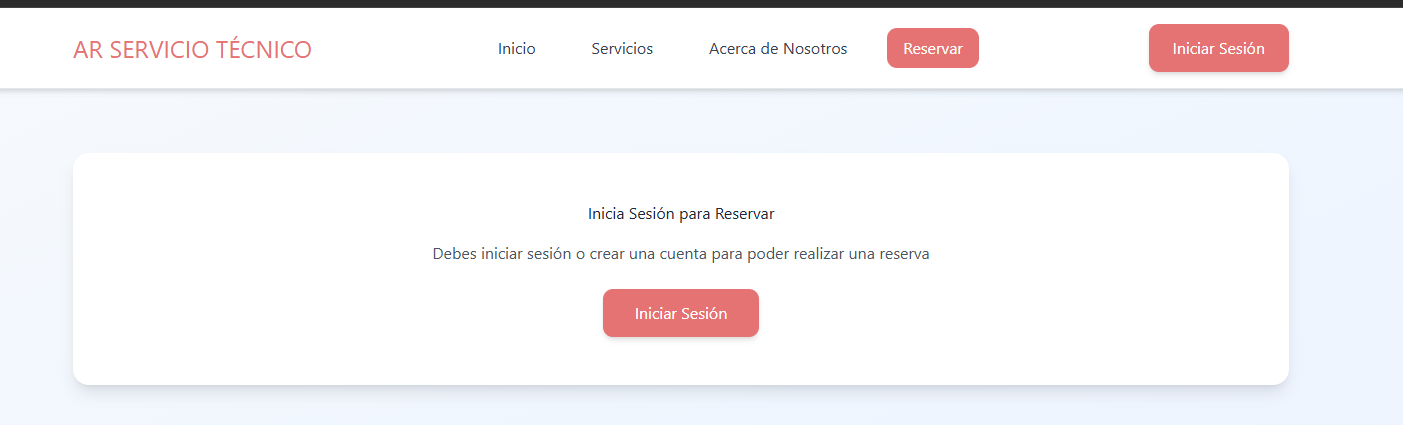 AR SERVICIO TÉCNICO
Inicio
Servicios
Acerca de Nosotros
Reservar
Iniciar Sesión
Inicia Sesión para Reservar
Debes iniciar sesión o crear una cuenta para poder realizar una reserva
Iniciar Sesión